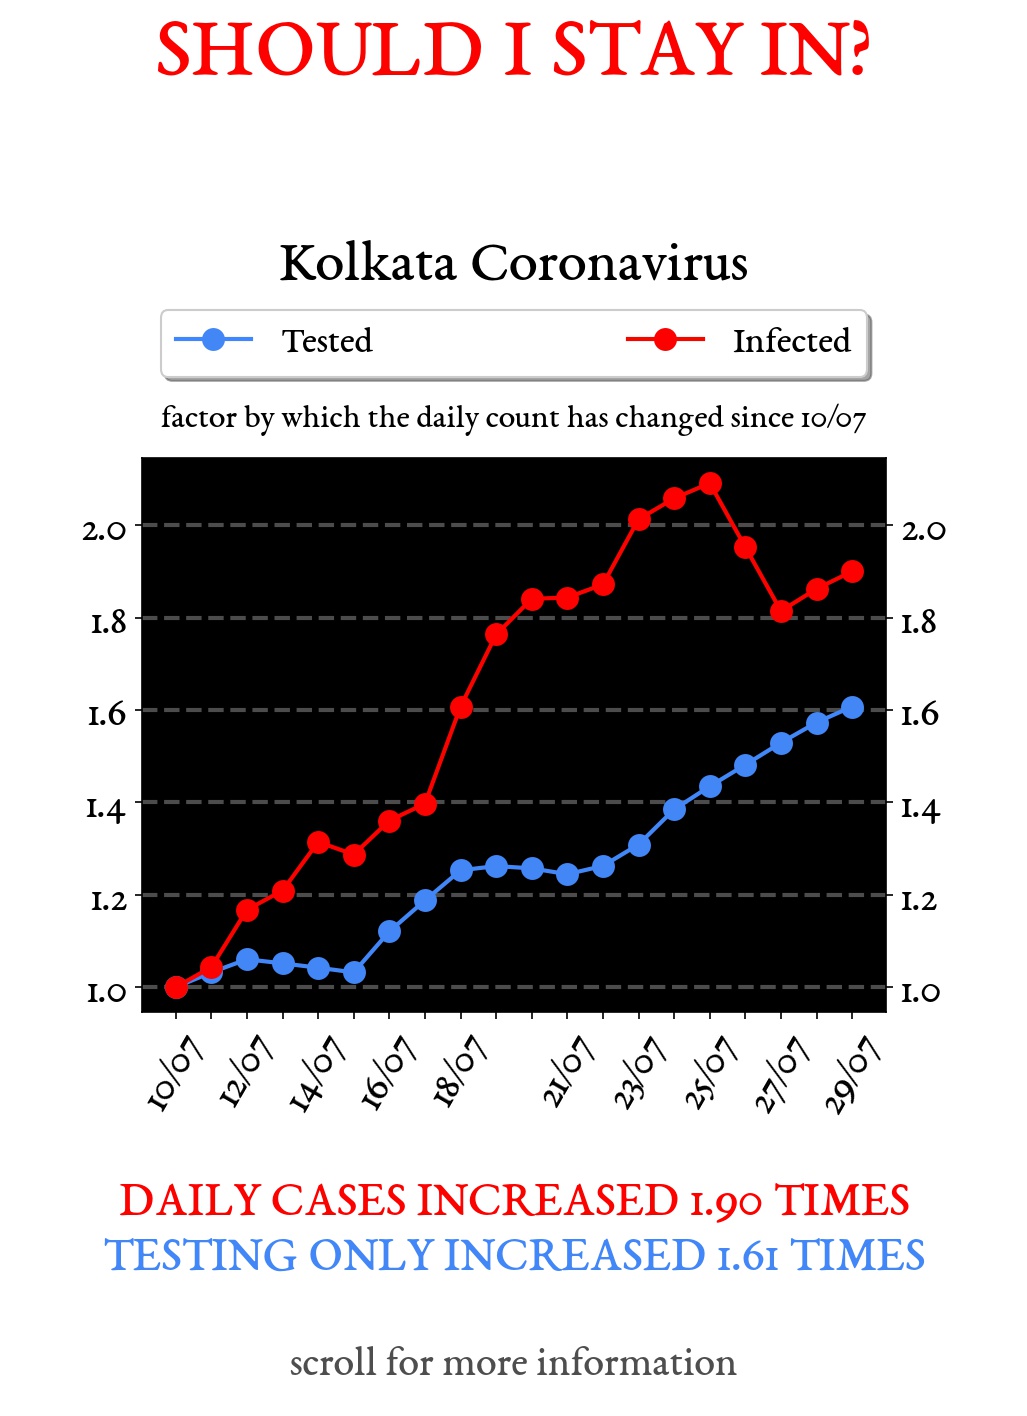 SHOULD I STAY IN?
Kolkata Coronavirus
Tested Infected
factor by which the daily count has changed since 10/07
2.0 2.0
1.8 1.8
1.6 1.6
1.4 1.4
1.2 1.2
1.0 1.0
10/07 12/07 14/07 16/07 18/07 21/07 23/07 25/07 27/07 29/07
DAILY CASES INCREASED 1.90 TIMES
TESTING ONLY INCREASED 1.61 TIMES
scroll for more information